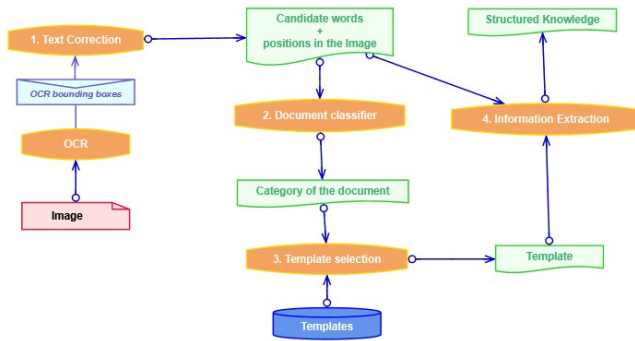 1. Text Correction
Candidate words
+
positions in the Image
Structured Knowledge
OCR bounding boxes
OCR
2. Document classifier
4. Information Extraction
Category of the document
Image
3. Template selection
Template
Templates